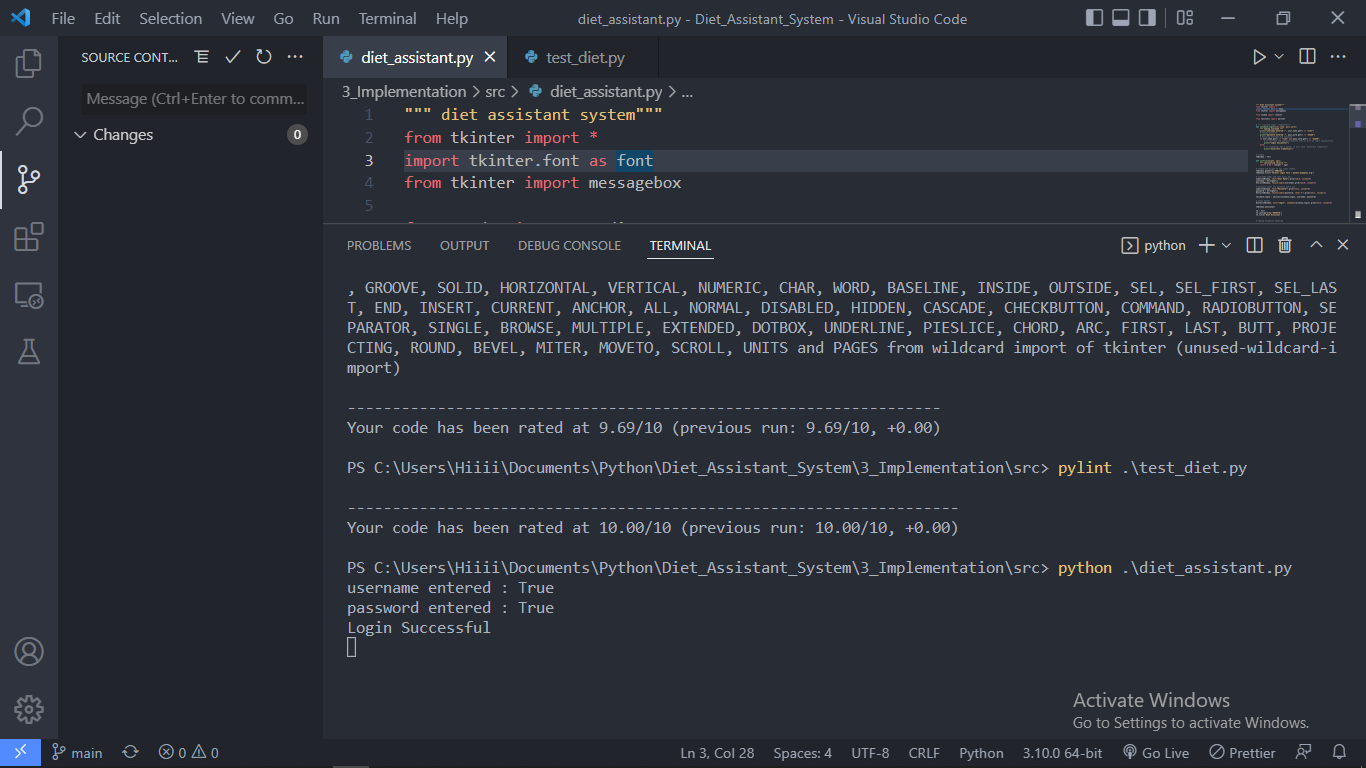 File Edit Selection View Go Run Terminal Help diet_assistant.py - Diet_Assistant_System - Visual Studio Code
SOURCE CONT...
diet_assistant.py
test_diet.py
Message (Ctrl+Enter to comm...
Changes 0
3_Implementation > src > diet_assistant.py > ...
1 """ diet assistant system"""
2 from tkinter import *
3 import tkinter.font as font
4 from tkinter import messagebox
5
PROBLEMS OUTPUT DEBUG CONSOLE TERMINAL
python
, GROOVE, SOLID, HORIZONTAL, VERTICAL, NUMERIC, CHAR, WORD, BASELINE, INSIDE, OUTSIDE, SEL, SEL_FIRST, SEL_LAS
T, END, INSERT, CURRENT, ANCHOR, ALL, NORMAL, DISABLED, HIDDEN, CASCADE, CHECKBUTTON, COMMAND, RADIOBUTTON, SE
PARATOR, SINGLE, BROWSE, MULTIPLE, EXTENDED, DOTBOX, UNDERLINE, PIESLICE, CHORD, ARC, FIRST, LAST, BUTT, PROJE
CTING, ROUND, BEVEL, MITER, MOVETO, SCROLL, UNITS and PAGES from wildcard import of tkinter (unused-wildcard-i
mport)
------------------------------------------------------------------
Your code has been rated at 9.69/10 (previous run: 9.69/10, +0.00)
PS C:\Users\Hiiii\Documents\Python\Diet_Assistant_System\3_Implementation\src> pylint .\test_diet.py
--------------------------------------------------------------------
Your code has been rated at 10.00/10 (previous run: 10.00/10, +0.00)
PS C:\Users\Hiiii\Documents\Python\Diet_Assistant_System\3_Implementation\src> python .\diet_assistant.py
username entered : True
password entered : True
Login Successful
Activate Windows
Go to Settings to activate Windows.
main 0 0 Ln 3, Col 28 Spaces: 4 UTF-8 CRLF Python 3.10.0 64-bit Go Live Prettier